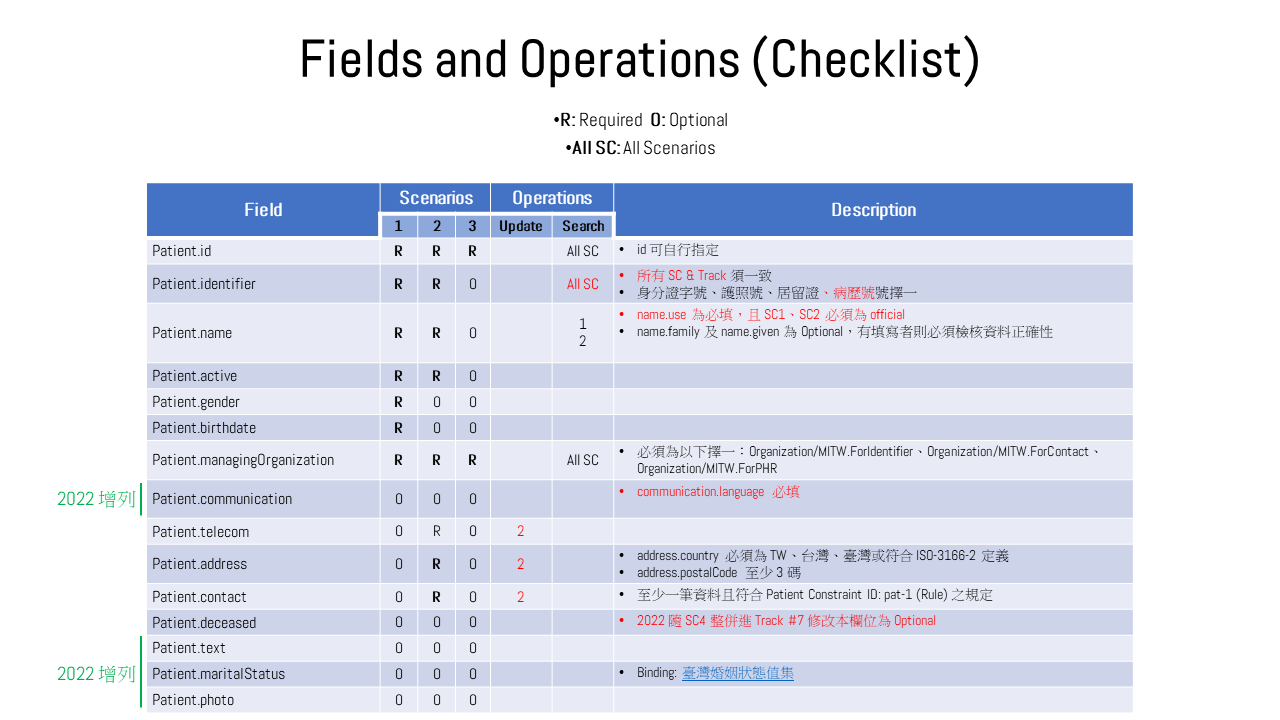 Fields and Operations (Checklist)
•R: Required O: Optional
•All SC: All Scenarios
Field Scenarios Operations Description
1 2 3 Update Search
Patient.id R R R All SC • id 可自行指定
Patient.identifier R R O All SC • 所有 SC & Track 須一致
• 身分證字號、護照號、居留證、病歷號號擇一
Patient.name R R O 1 • name.use 為必填，且 SC1、SC2 必須為 official
2 • name.family 及 name.given 為 Optional，有填寫者則必須檢核資料正確性
Patient.active R R O
Patient.gender R O O
Patient.birthdate R O O
Patient.managingOrganization R R R All SC • 必須為以下擇一：Organization/MITW.ForIdentifier、Organization/MITW.ForContact、
Organization/MITW.ForPHR
2022 增列 Patient.communication O O O • communication.language 必填
Patient.telecom O R O 2
Patient.address O R O 2 • address.country 必須為 TW、台灣、臺灣或符合 ISO-3166-2 定義
• address.postalCode 至少 3 碼
Patient.contact O R O 2 • 至少一筆資料且符合 Patient Constraint ID: pat-1 (Rule) 之規定
Patient.deceased O O O • 2022 隨 SC4 整併進 Track #7 修改本欄位為 Optional
Patient.text O O O
2022 增列 Patient.maritalStatus O O O • Binding: 臺灣婚姻狀態值集
Patient.photo O O O